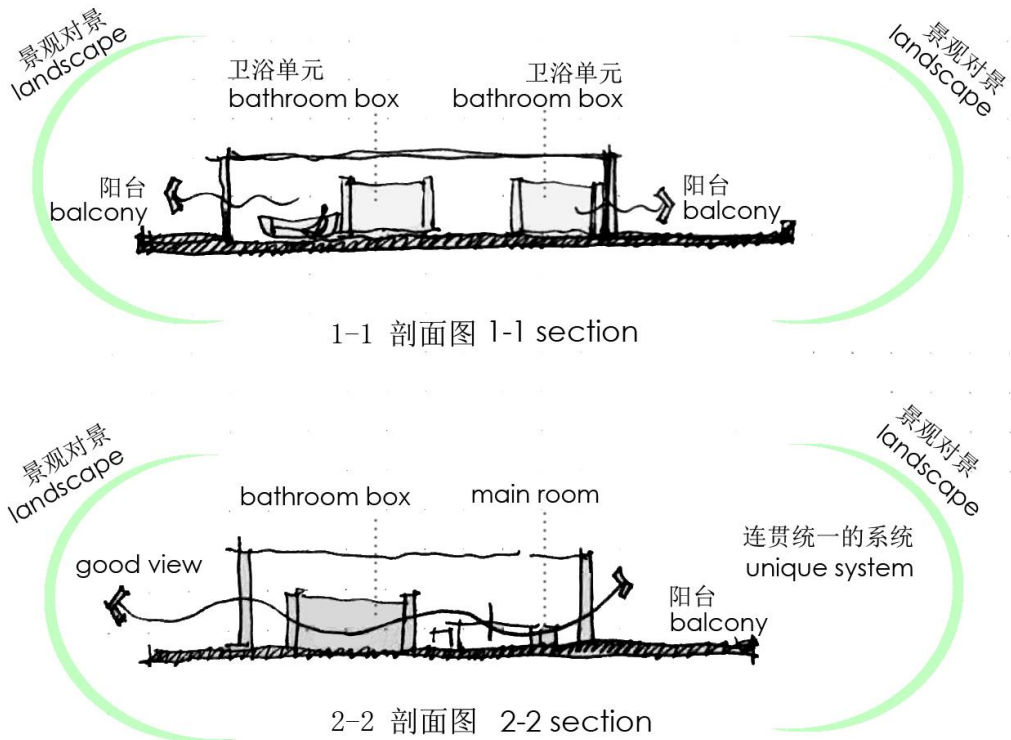 景观对景
landscape
景观对景
landscape
卫浴单元
bathroom box
卫浴单元
bathroom box
阳台
balcony
阳台
balcony
1-1 剖面图 1-1 section
景观对景
landscape
景观对景
landscape
bathroom box
main room
good view
连贯统一的系统
unique system
阳台
balcony
2-2 剖面图 2-2 section